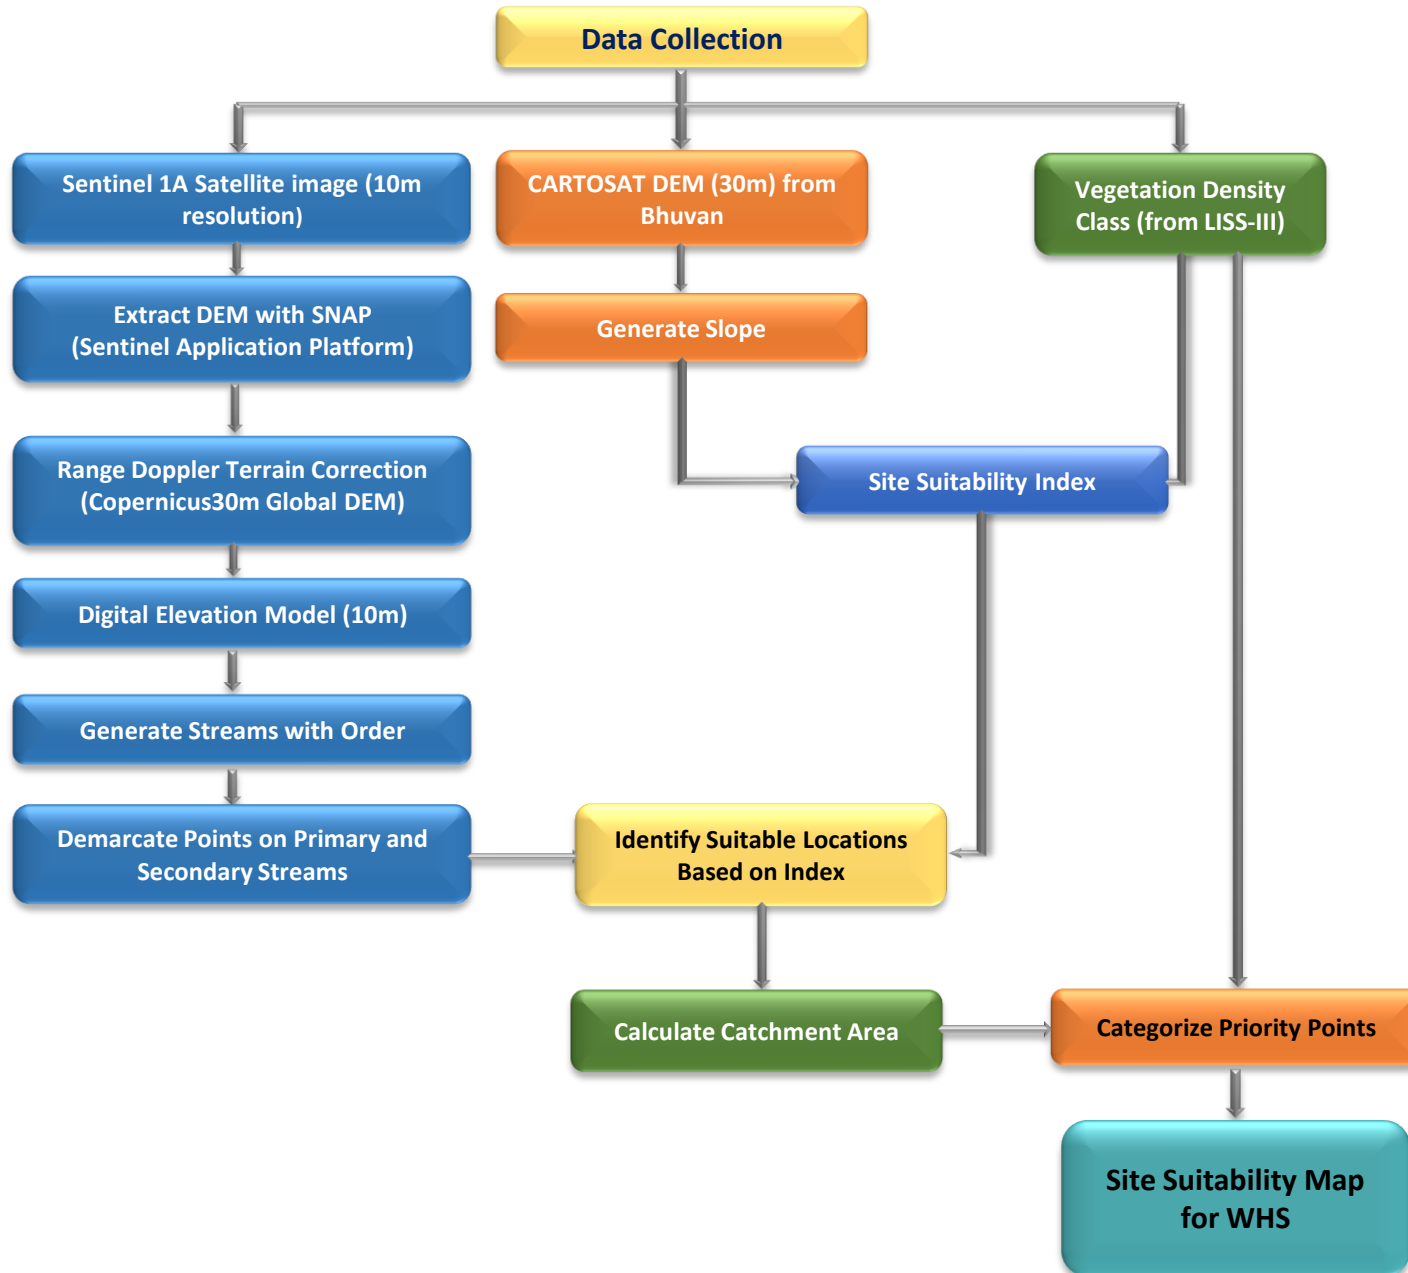 Data Collection
Sentinel 1A Satellite image (10m
resolution)
CARTOSAT DEM (30m) from
Bhuvan
Vegetation Density
Class (from LISS-III)
Extract DEM with SNAP
(Sentinel Application Platform)
Generate Slope
Range Doppler Terrain Correction
(Copernicus30m Global DEM)
Site Suitability Index
Digital Elevation Model (10m)
Generate Streams with Order
Demarcate Points on Primary and
Secondary Streams
Identify Suitable Locations
Based on Index
Calculate Catchment Area
Categorize Priority Points
Site Suitability Map
for WHS